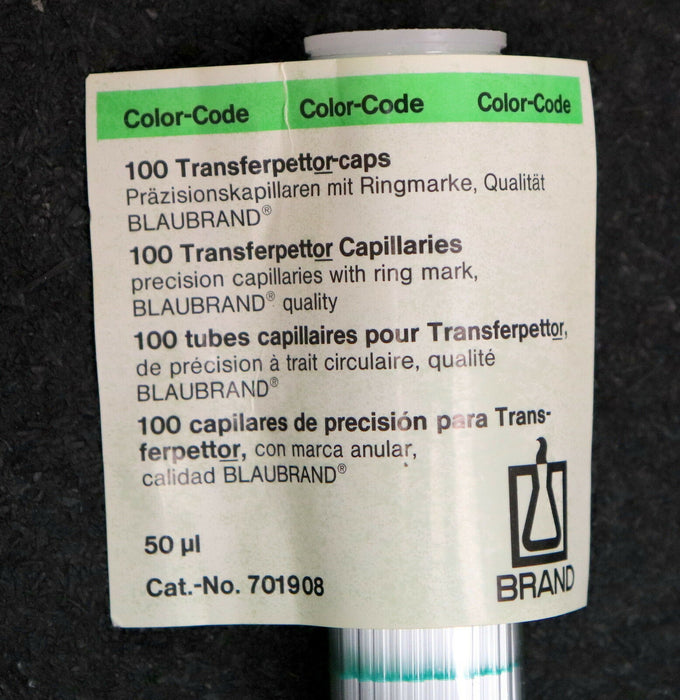 Color-Code Color-Code Color-Code
100 Transferpettor-caps
Präzisionskapillaren mit Ringmarke, Qualität
BLAUBRAND®
100 Transferpettor Capillaries
precision capillaries with ring mark,
BLAUBRAND® quality
100 tubes capillaires pour Transferpettor,
de précision à trait circulaire, qualité
BLAUBRAND®
100 capilares de precisión para Trans-
ferpettor, con marca anular,
calidad BLAUBRAND®
50 µl
Cat.-No. 701908
BRAND